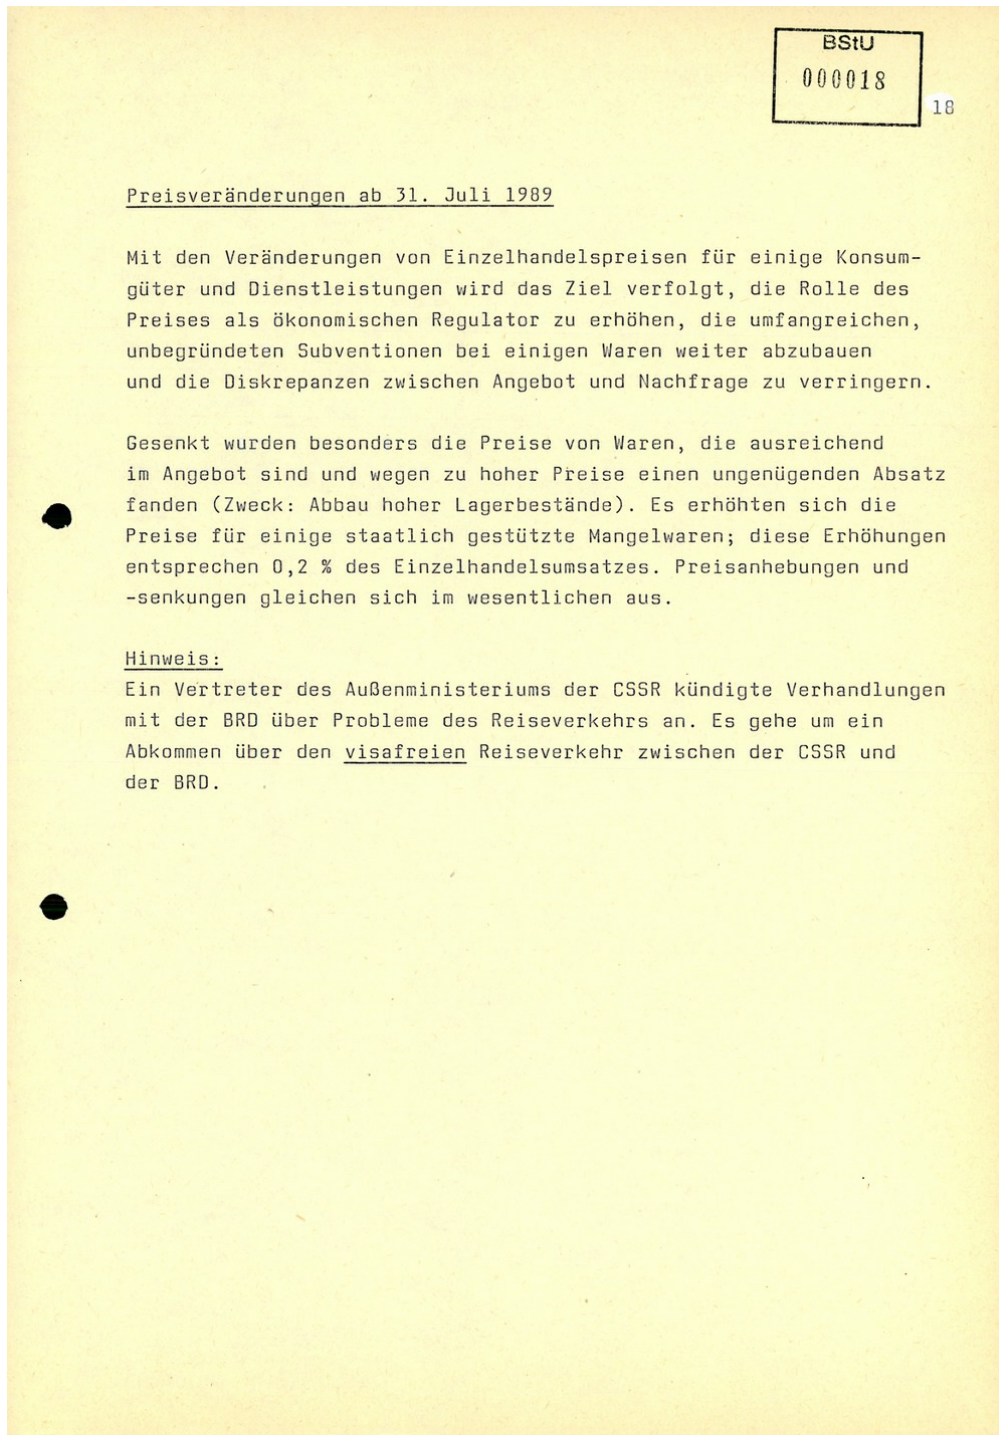 BStU
000018
18
Preisveränderungen ab 31. Juli 1989
Mit den Veränderungen von Einzelhandelspreisen für einige Konsum-
güter und Dienstleistungen wird das Ziel verfolgt, die Rolle des
Preises als ökonomischen Regulator zu erhöhen, die umfangreichen,
unbegründeten Subventionen bei einigen Waren weiter abzubauen
und die Diskrepanzen zwischen Angebot und Nachfrage zu verringern.
Gesenkt wurden besonders die Preise von Waren, die ausreichend
im Angebot sind und wegen zu hoher Preise einen ungenügenden Absatz
fanden (Zweck: Abbau hoher Lagerbestände). Es erhöhten sich die
Preise für einige staatlich gestützte Mangelwaren; diese Erhöhungen
entsprechen 0,2 % des Einzelhandelsumsatzes. Preisanhebungen und
-senkungen gleichen sich im wesentlichen aus.
Hinweis:
Ein Vertreter des Außenministeriums der CSSR kündigte Verhandlungen
mit der BRD über Probleme des Reiseverkehrs an. Es gehe um ein
Abkommen über den visafreien Reiseverkehr zwischen der CSSR und
der BRD.